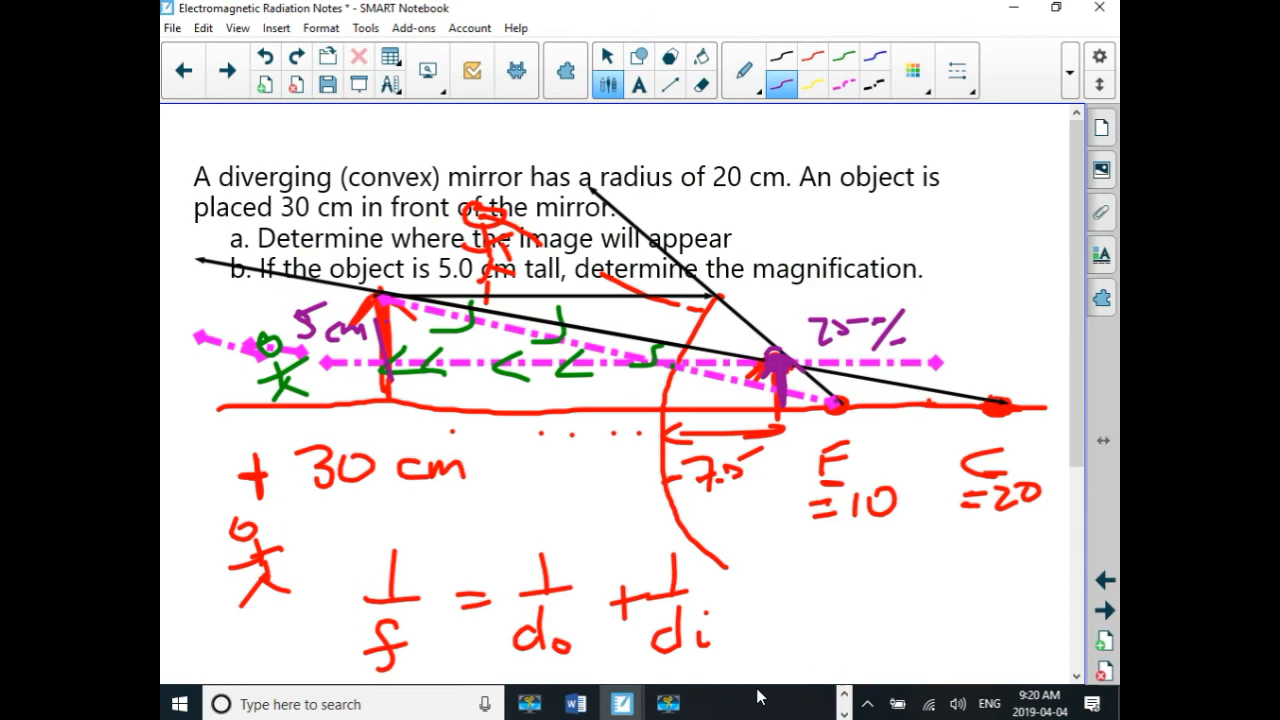 Electromagnetic Radiation Notes * - SMART Notebook
File Edit View Insert Format Tools Add-ons Account Help
A diverging (convex) mirror has a radius of 20 cm. An object is
placed 30 cm in front of the mirror.
a. Determine where the image will appear
b. If the object is 5.0 cm tall, determine the magnification.
5 cm
25%
+ 30 cm
-7.5
F
=10
C
=20
1/f = 1/do + 1/di
Type here to search
ENG
9:20 AM
2019-04-04